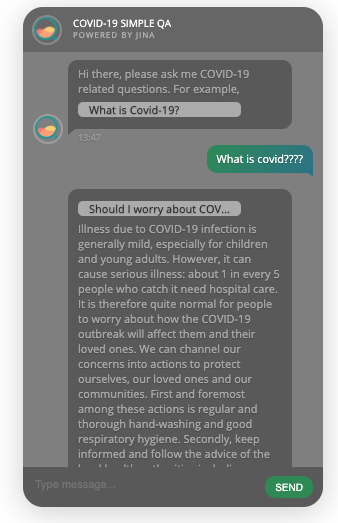 COVID-19 SIMPLE QA
POWERED BY JINA
Hi there, please ask me COVID-19
related questions. For example,
What is Covid-19?
13:47
What is covid????
Should I worry about COV...
Illness due to COVID-19 infection is
generally mild, especially for children
and young adults. However, it can
cause serious illness: about 1 in every 5
people who catch it need hospital care.
It is therefore quite normal for people
to worry about how the COVID-19
outbreak will affect them and their
loved ones. We can channel our
concerns into actions to protect
ourselves, our loved ones and our
communities. First and foremost
among these actions is regular and
thorough hand-washing and good
respiratory hygiene. Secondly, keep
informed and follow the advice of the
Type message...
SEND